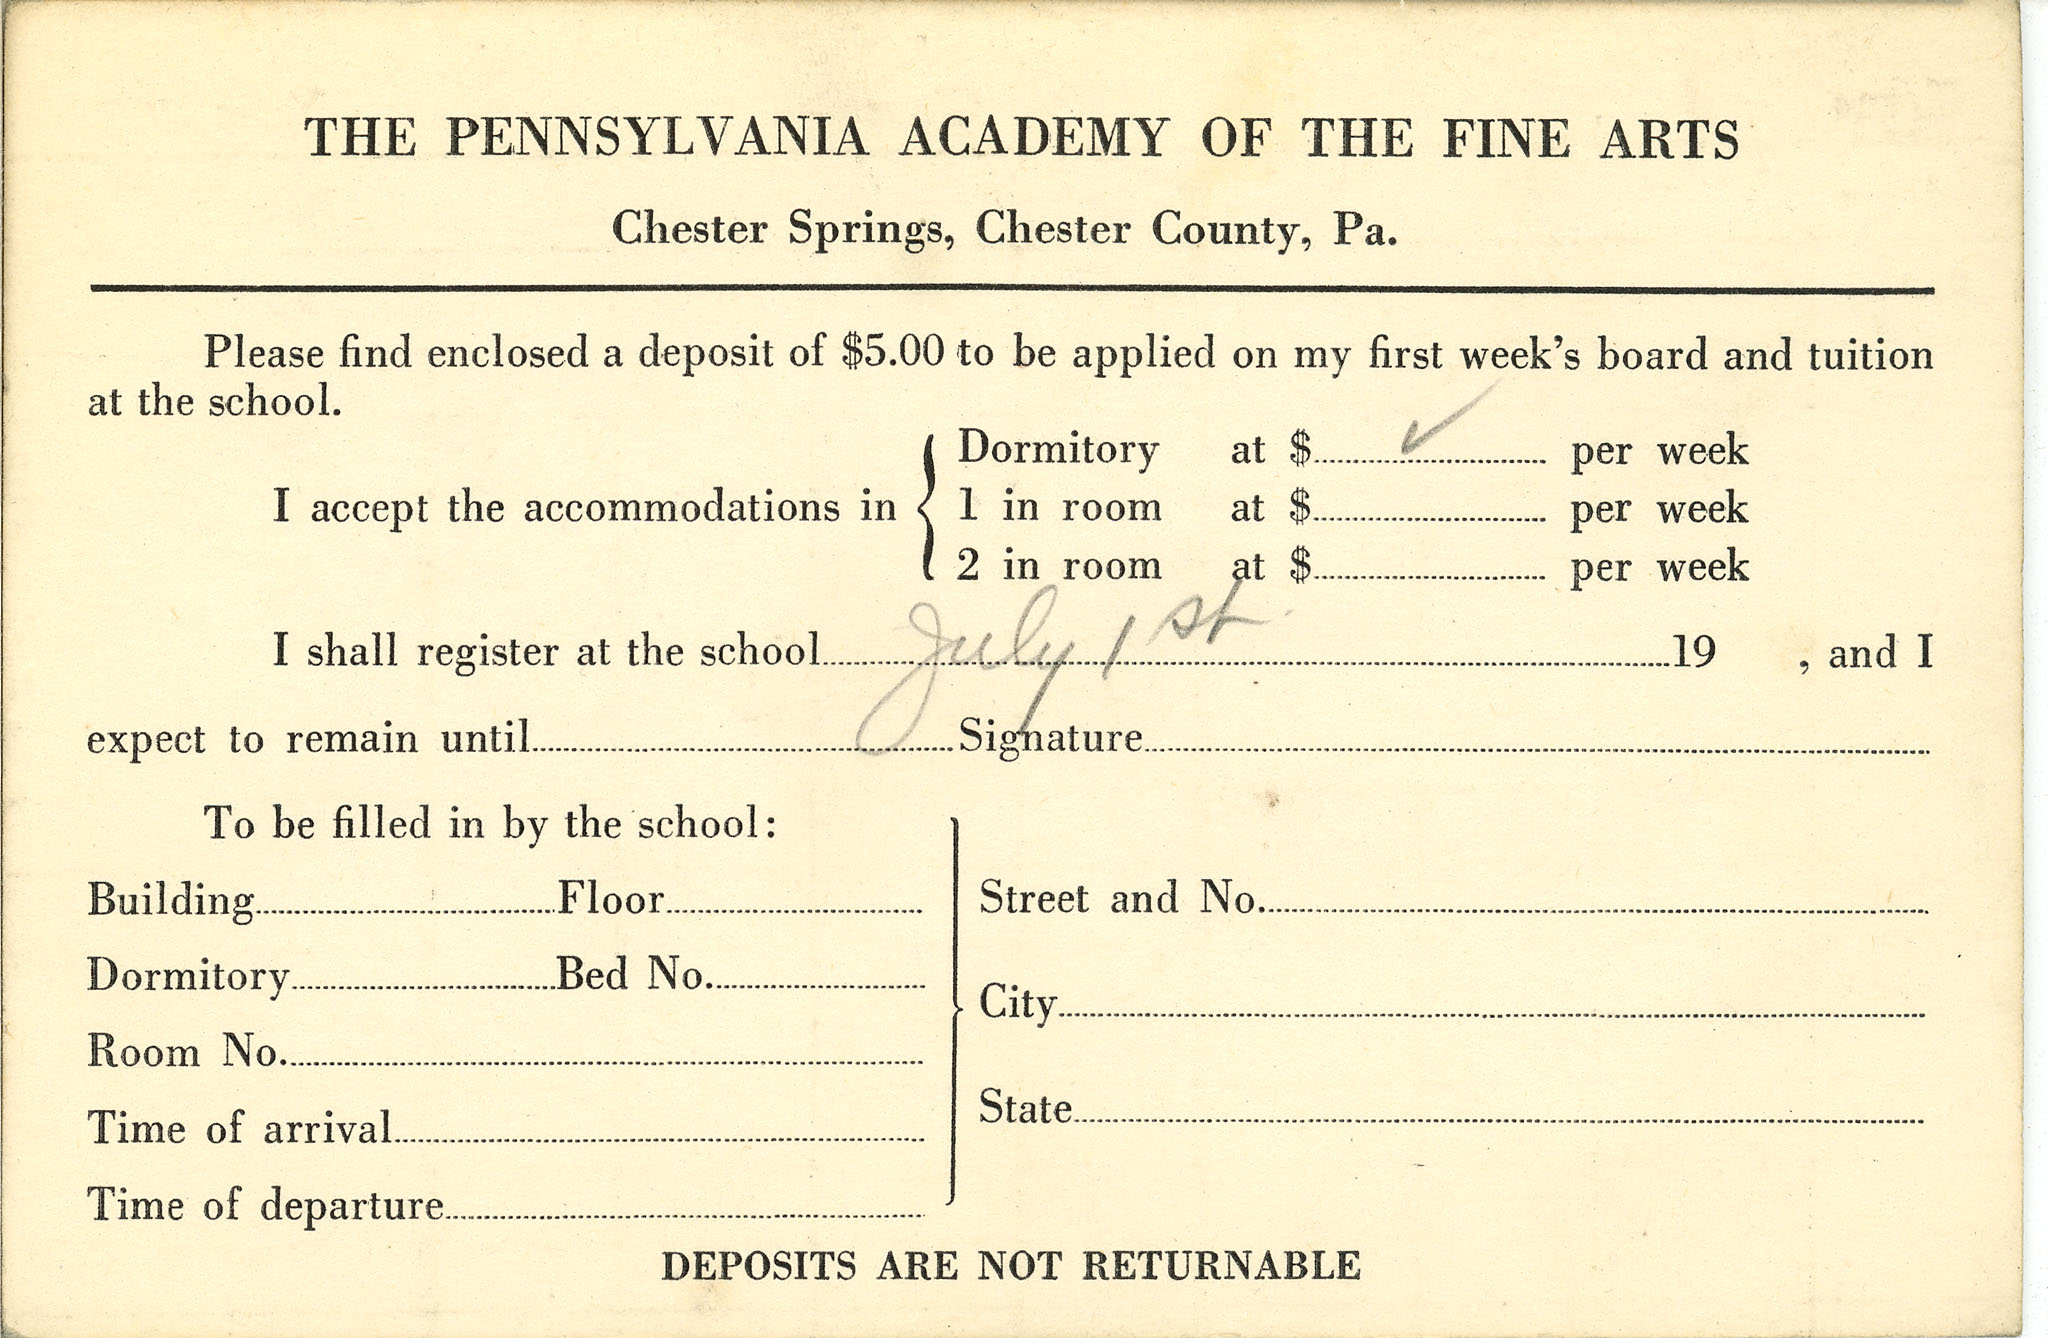 THE PENNSYLVANIA ACADEMY OF THE FINE ARTS
Chester Springs, Chester County, Pa.
Please find enclosed a deposit of $5.00 to be applied on my first week's board and tuition
at the school.
I accept the accommodations in
Dormitory at $ ✓ per week
1 in room at $ per week
2 in room at $ per week
I shall register at the school July 1st 19 , and I
expect to remain until Signature
To be filled in by the school:
Building Floor
Dormitory Bed No.
Room No.
Time of arrival
Time of departure
Street and No.
City
State
DEPOSITS ARE NOT RETURNABLE